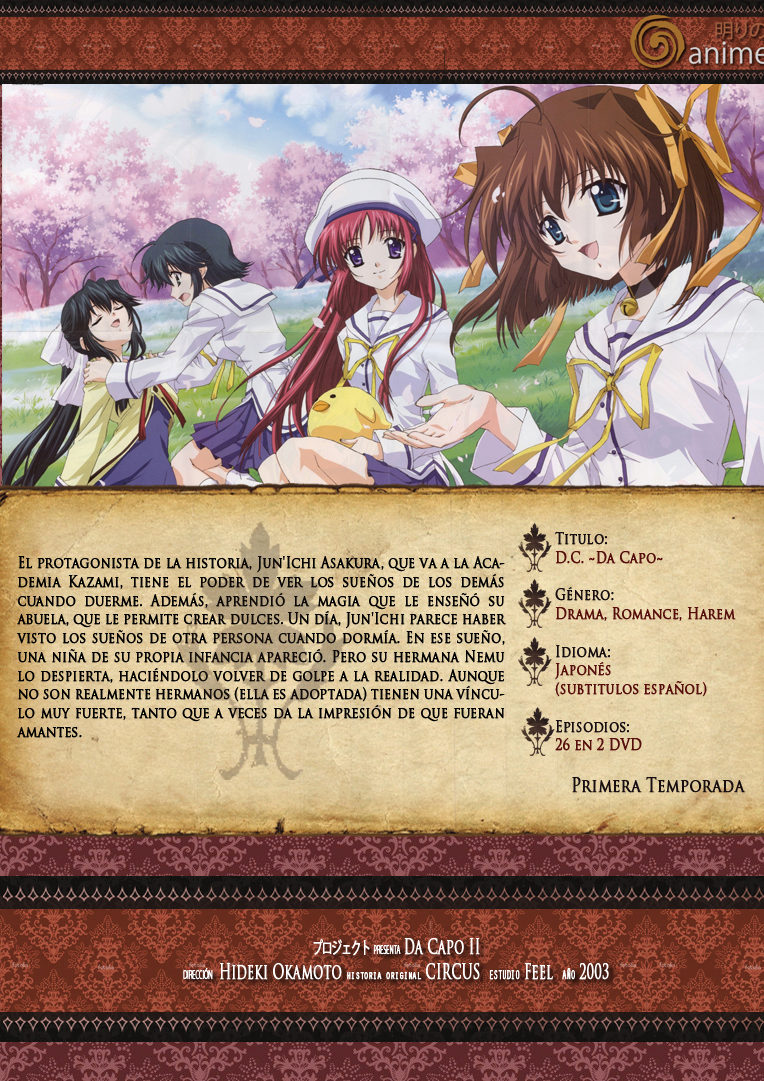 明りの
anime
El protagonista de la historia, Jun'Ichi Asakura, que va a la Aca-
demia Kazami, tiene el poder de ver los sueños de los demás
cuando duerme. Además, aprendió la magia que le enseñó su
abuela, que le permite crear dulces. Un día, Jun'Ichi parece haber
visto los sueños de otra persona cuando dormía. En ese sueño,
una niña de su propia infancia apareció. Pero su hermana Nemu
lo despierta, haciéndolo volver de golpe a la realidad. Aunque
no son realmente hermanos (ella es adoptada) tienen una víncu-
lo muy fuerte, tanto que a veces da la impresión de que fueran
amantes.
Titulo:
D.C. ~Da Capo~
Género:
Drama, Romance, Harem
Idioma:
Japonés
(subtitulos español)
Episodios:
26 en 2 DVD
Primera Temporada
プロジェクト presenta Da Capo II
dirección Hideki Okamoto historia original CIRCUS estudio Feel año 2003